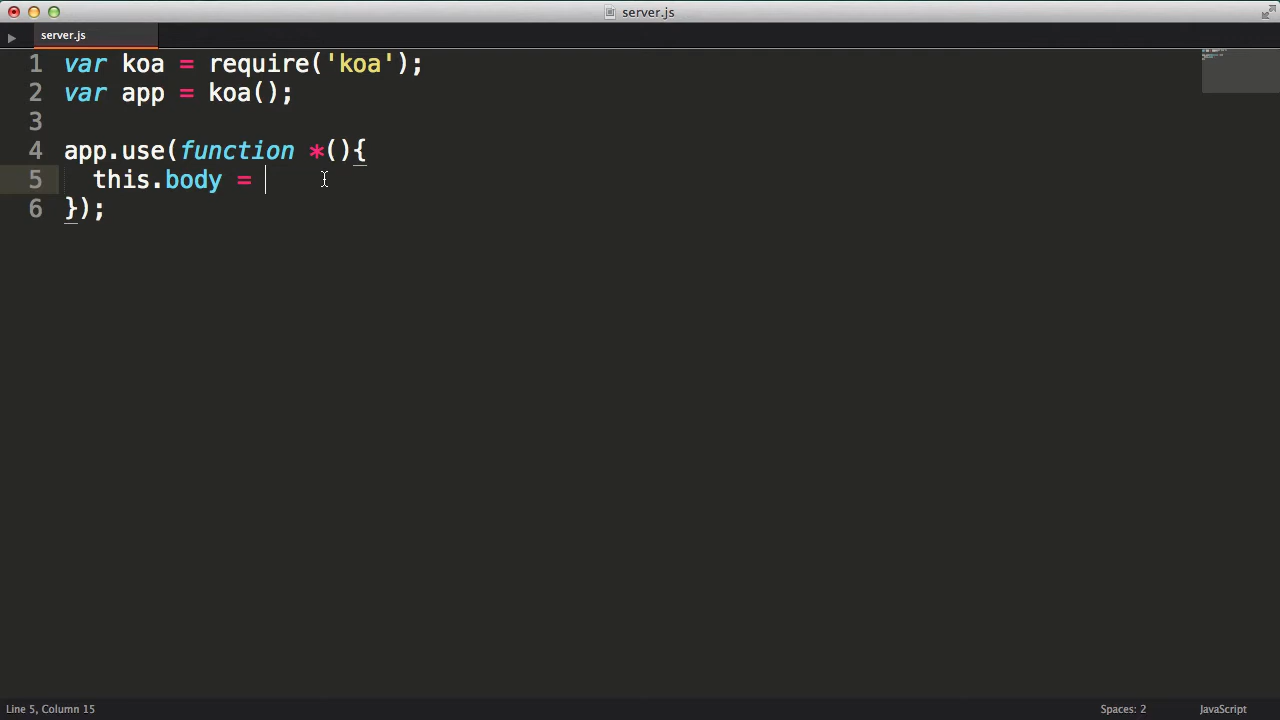 server.js
server.js
1 var koa = require('koa');
2 var app = koa();
3
4 app.use(function *(){
5   this.body =
6 });
Line 5, Column 15
Spaces: 2
JavaScript